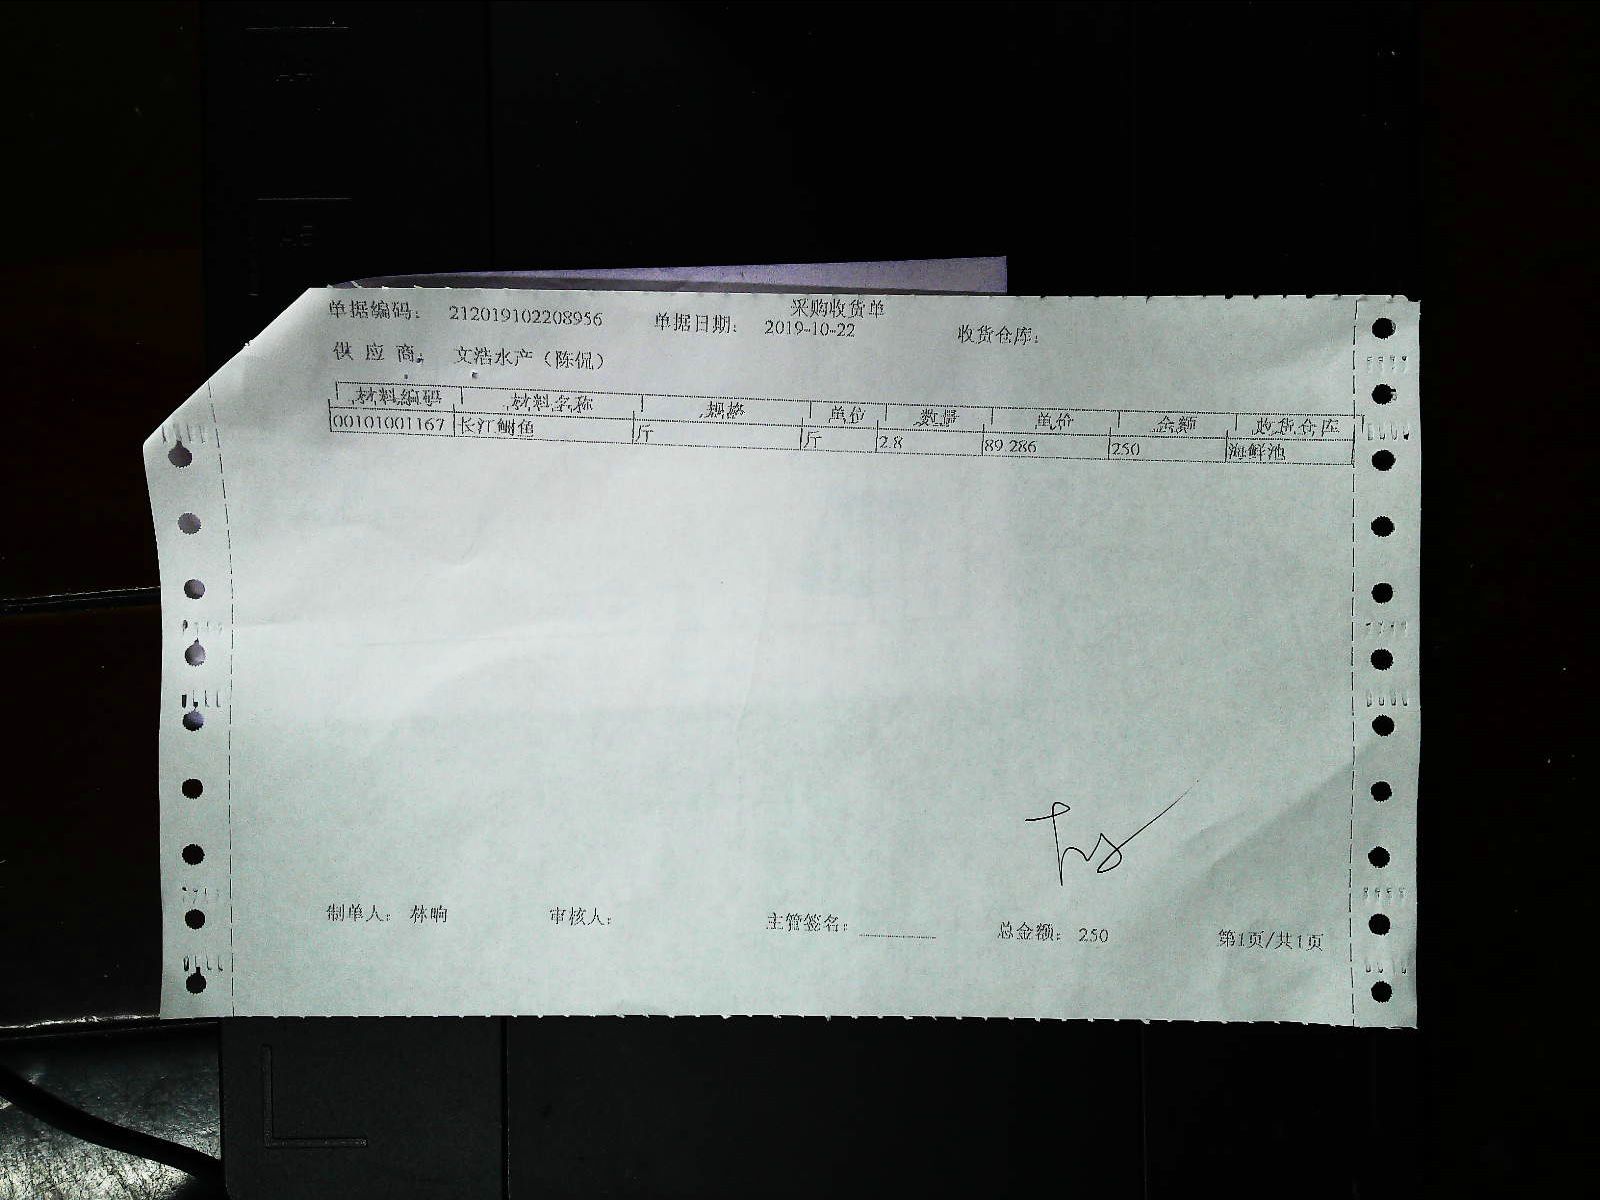 采购收货单
单据编码： 212019102208956 单据日期： 2019-10-22 收货仓库：
供 应 商： 文浩水产（陈侃）
材料编码 材料名称 规格 单位 数量 单价 金额 收货仓库
00101001167 长江鮰鱼 斤 斤 2.8 89.286 250 海鲜池
制单人： 林晌 审核人： 主管签名： 总金额： 250 第1页/共1页